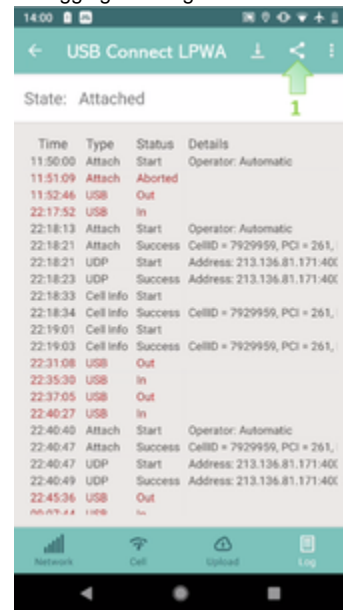 14:00
USB Connect LPWA
1
State: Attached
Time Type Status Details
11:50:00 Attach Start Operator: Automatic
11:51:09 Attach Aborted
11:52:46 USB Out
22:17:52 USB In
22:18:13 Attach Start Operator: Automatic
22:18:21 Attach Success CellID = 7929959, PCI = 261,
22:18:21 UDP Start Address: 213.136.81.171:400
22:18:23 UDP Success Address: 213.136.81.171:400
22:18:33 Cell Info Start
22:18:34 Cell Info Success CellID = 7929959, PCI = 261,
22:19:01 Cell Info Start
22:19:03 Cell Info Success CellID = 7929959, PCI = 261,
22:31:08 USB Out
22:35:30 USB In
22:37:05 USB Out
22:40:27 USB In
22:40:40 Attach Start Operator: Automatic
22:40:47 Attach Success CellID = 7929959, PCI = 261,
22:40:47 UDP Start Address: 213.136.81.171:400
22:40:49 UDP Success Address: 213.136.81.171:400
22:45:36 USB Out
USB In
Network Cell Upload Log